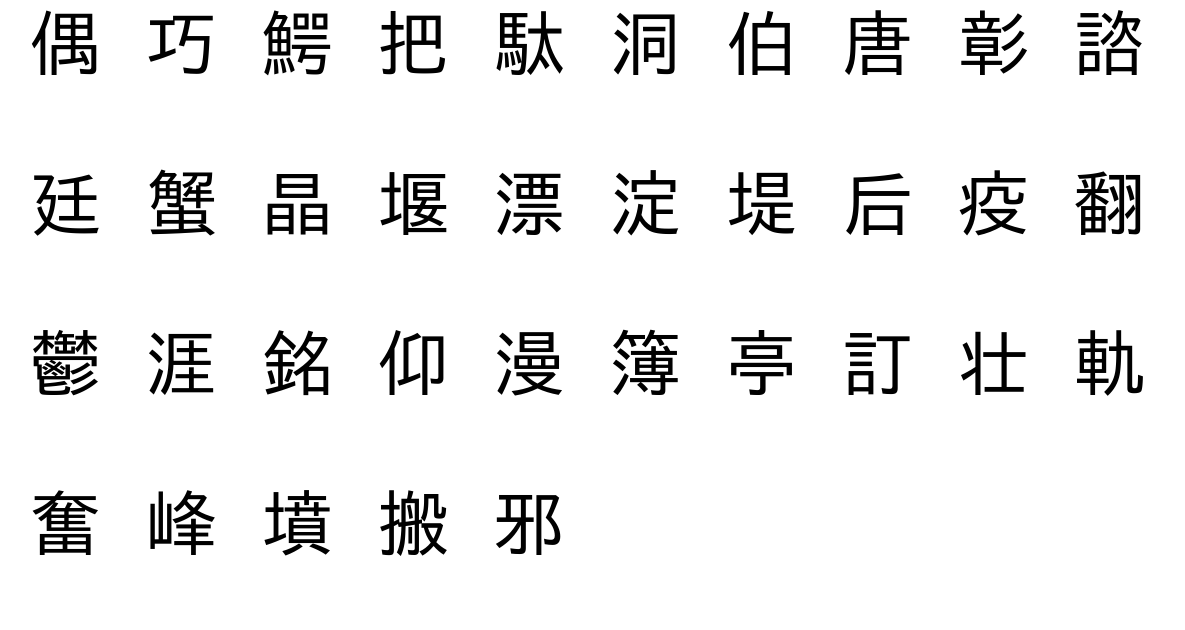 偶巧鰐把駄洞伯唐彰諮
廷蟹晶堰漂淀堤后疫翻
鬱涯銘仰漫簿亭訂壮軌
奮峰墳搬邪